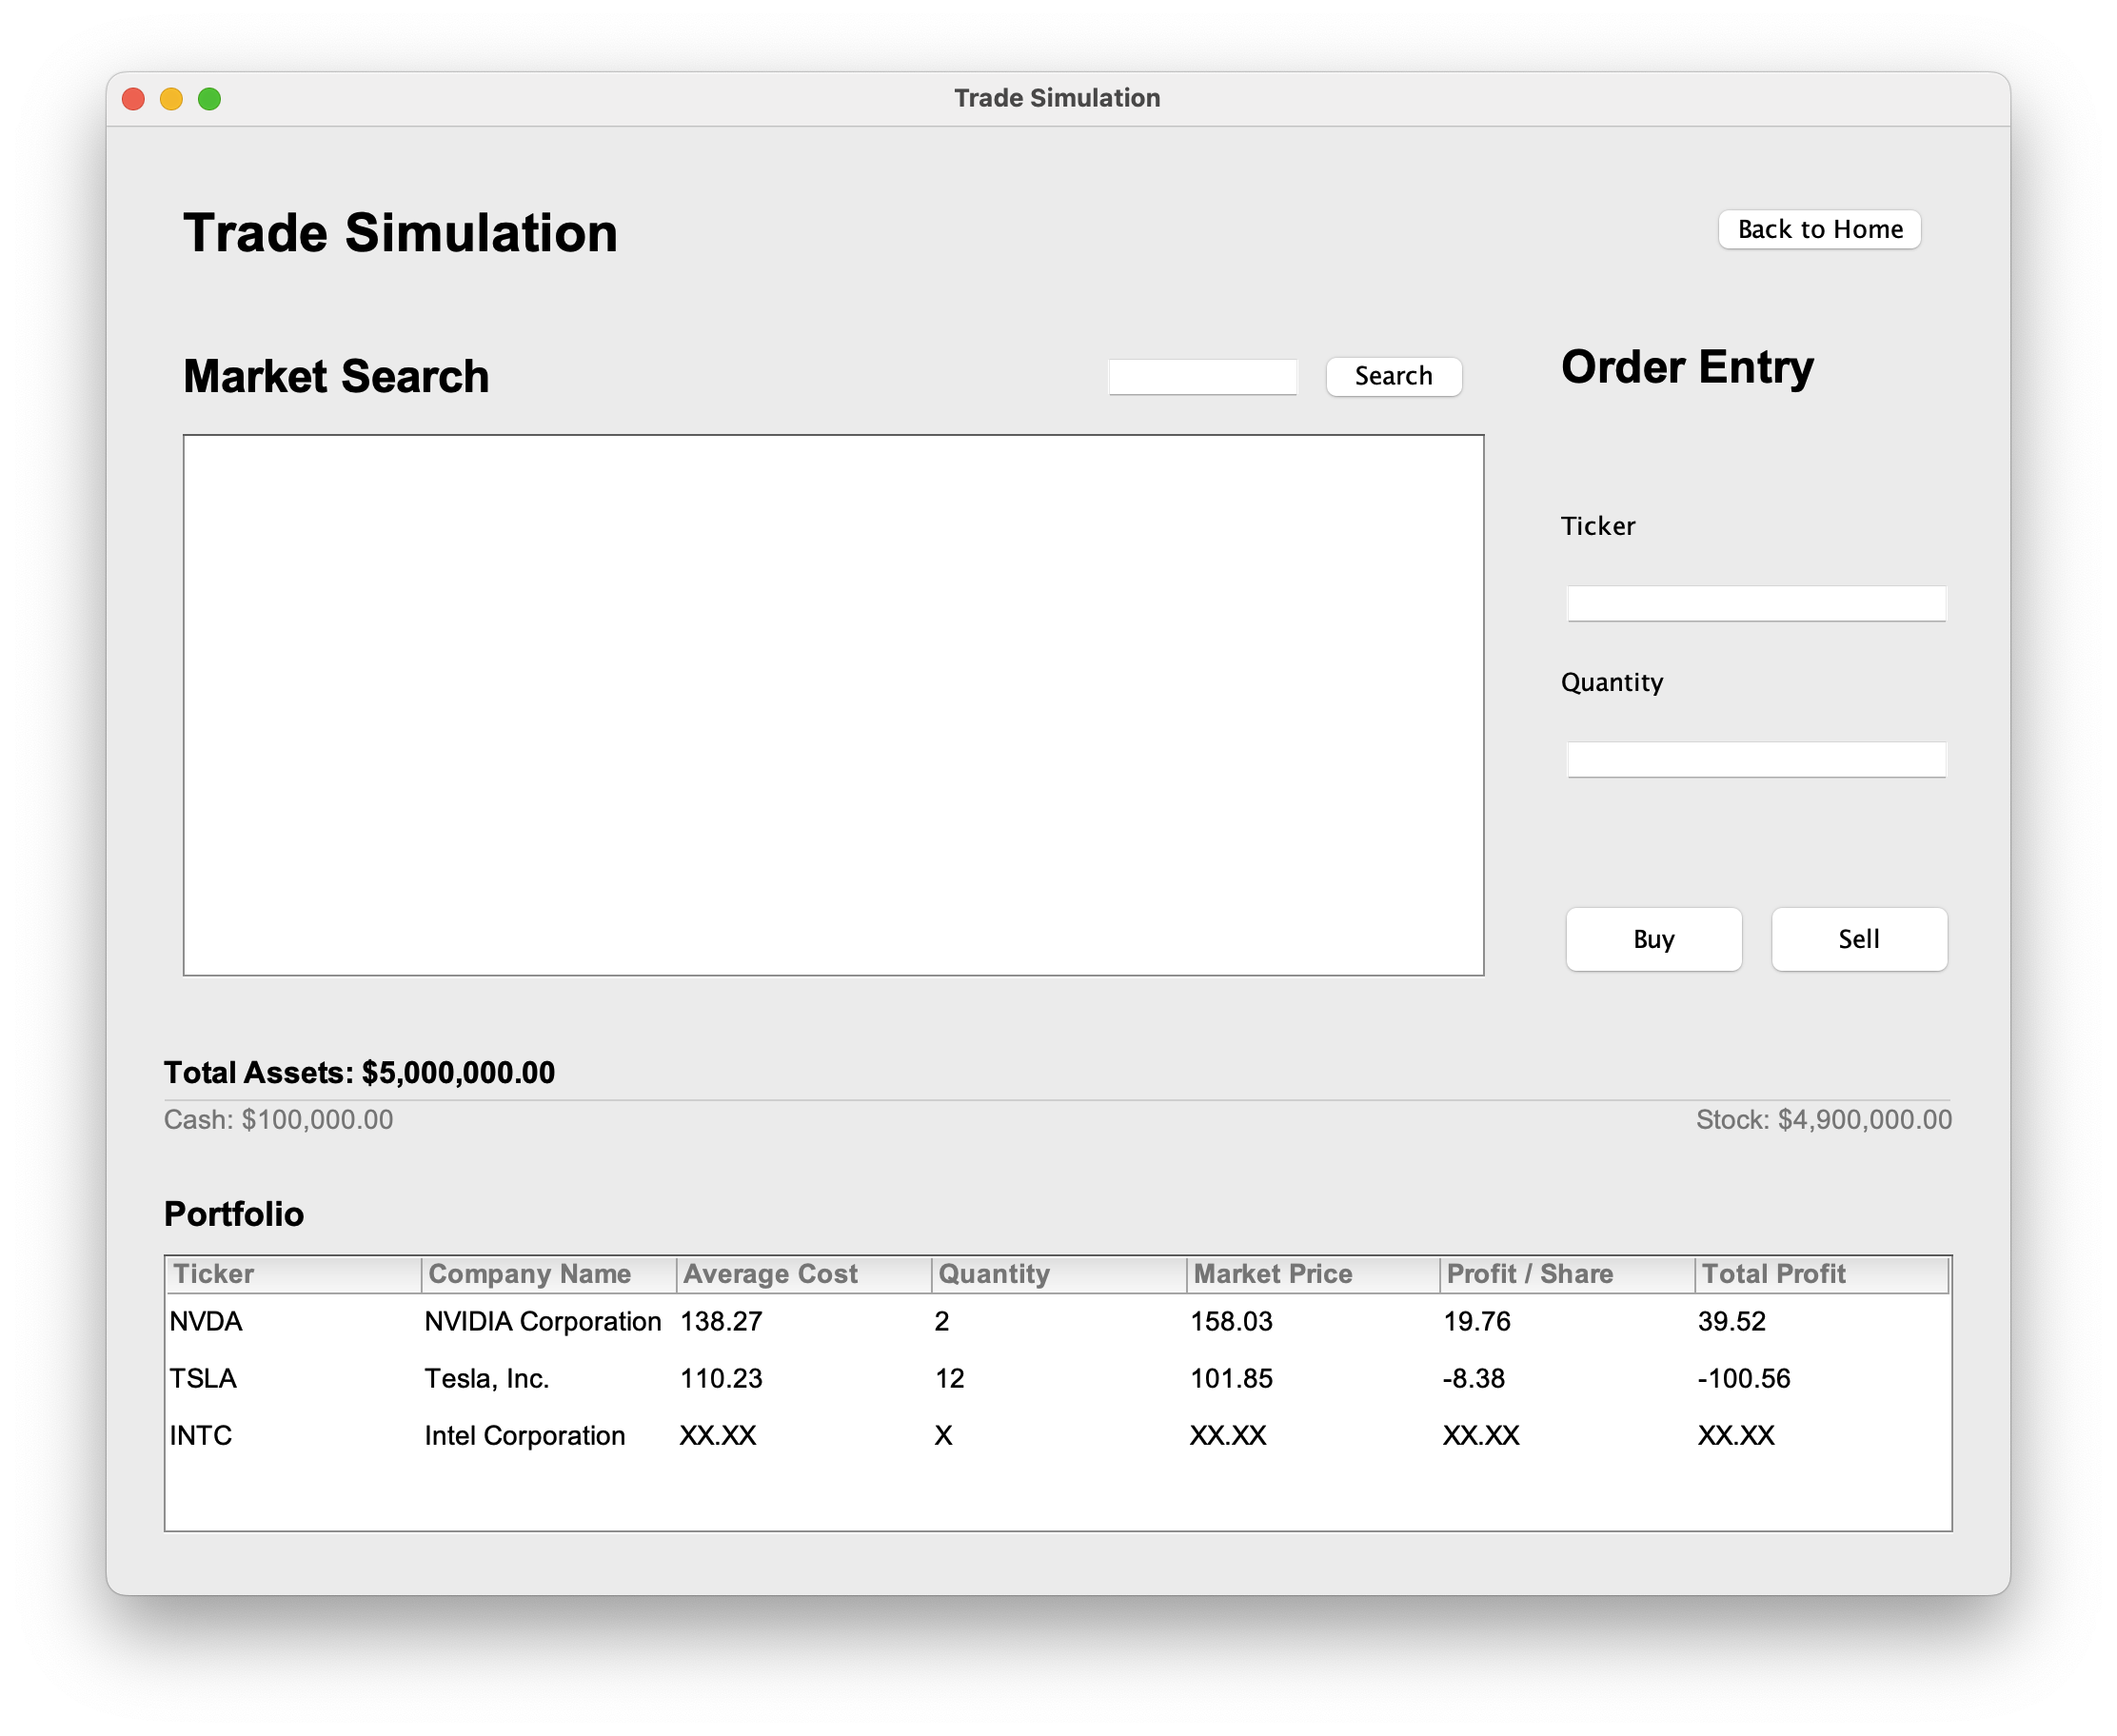 Trade Simulation
Trade Simulation
Back to Home
Market Search
Search
Order Entry
Ticker
Quantity
Buy
Sell
Total Assets: $5,000,000.00
Cash: $100,000.00
Stock: $4,900,000.00
Portfolio
Ticker Company Name Average Cost Quantity Market Price Profit / Share Total Profit
NVDA NVIDIA Corporation 138.27 2 158.03 19.76 39.52
TSLA Tesla, Inc. 110.23 12 101.85 -8.38 -100.56
INTC Intel Corporation XX.XX X XX.XX XX.XX XX.XX